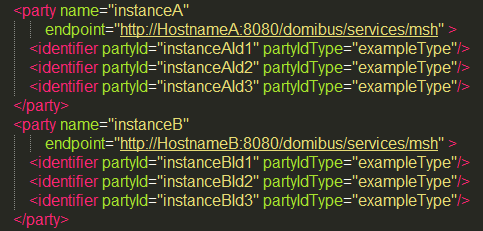 <party name="instanceA"
endpoint="http://HostnameA:8080/domibus/services/msh" >
<identifier partyId="instanceAId1" partyIdType="exampleType"/>
<identifier partyId="instanceAId2" partyIdType="exampleType"/>
<identifier partyId="instanceAId3" partyIdType="exampleType"/>
</party>
<party name="instanceB"
endpoint="http://HostnameB:8080/domibus/services/msh" >
<identifier partyId="instanceBId1" partyIdType="exampleType"/>
<identifier partyId="instanceBId2" partyIdType="exampleType"/>
<identifier partyId="instanceBId3" partyIdType="exampleType"/>
</party>